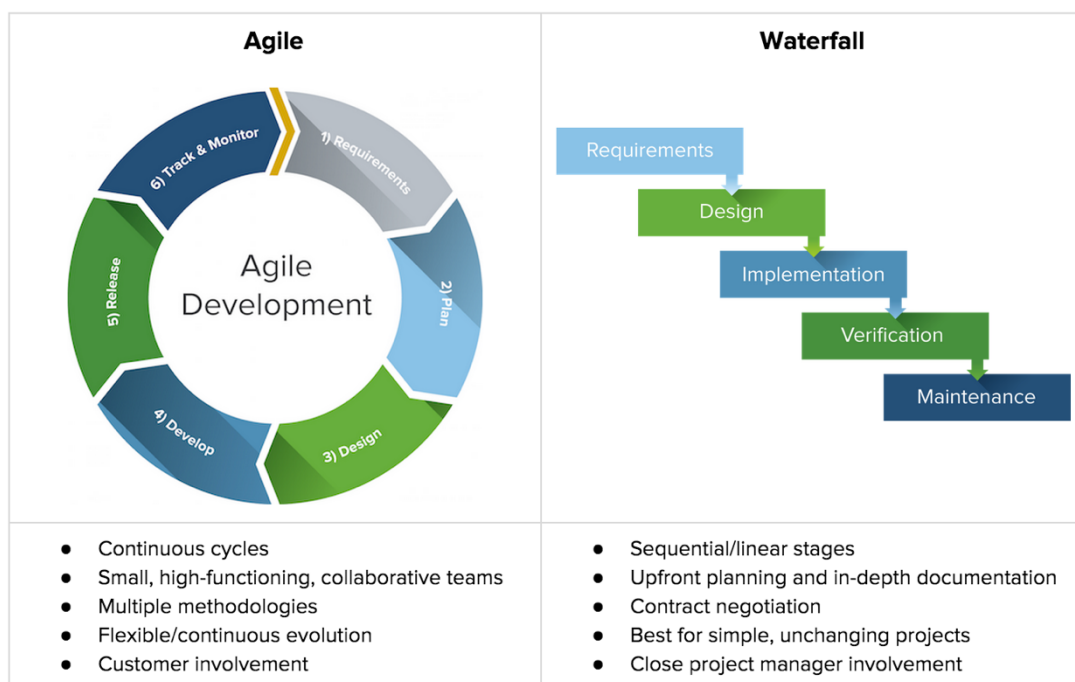 Agile
1) Requirements
2) Plan
3) Design
4) Develop
5) Release
6) Track & Monitor
Agile
Development
Continuous cycles
Small, high-functioning, collaborative teams
Multiple methodologies
Flexible/continuous evolution
Customer involvement
Waterfall
Requirements
Design
Implementation
Verification
Maintenance
Sequential/linear stages
Upfront planning and in-depth documentation
Contract negotiation
Best for simple, unchanging projects
Close project manager involvement